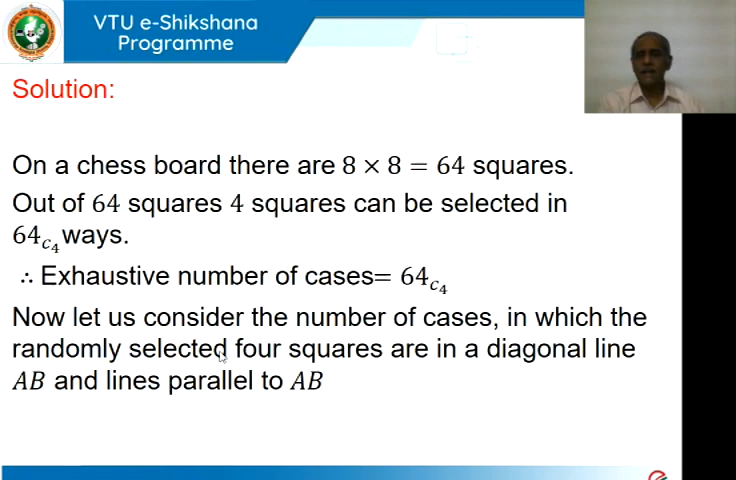 VTU e-Shikshana
Programme
Solution:
On a chess board there are 8 × 8 = 64 squares.
Out of 64 squares 4 squares can be selected in
64c₄ ways.
∴ Exhaustive number of cases= 64c₄
Now let us consider the number of cases, in which the
randomly selected four squares are in a diagonal line
AB and lines parallel to AB